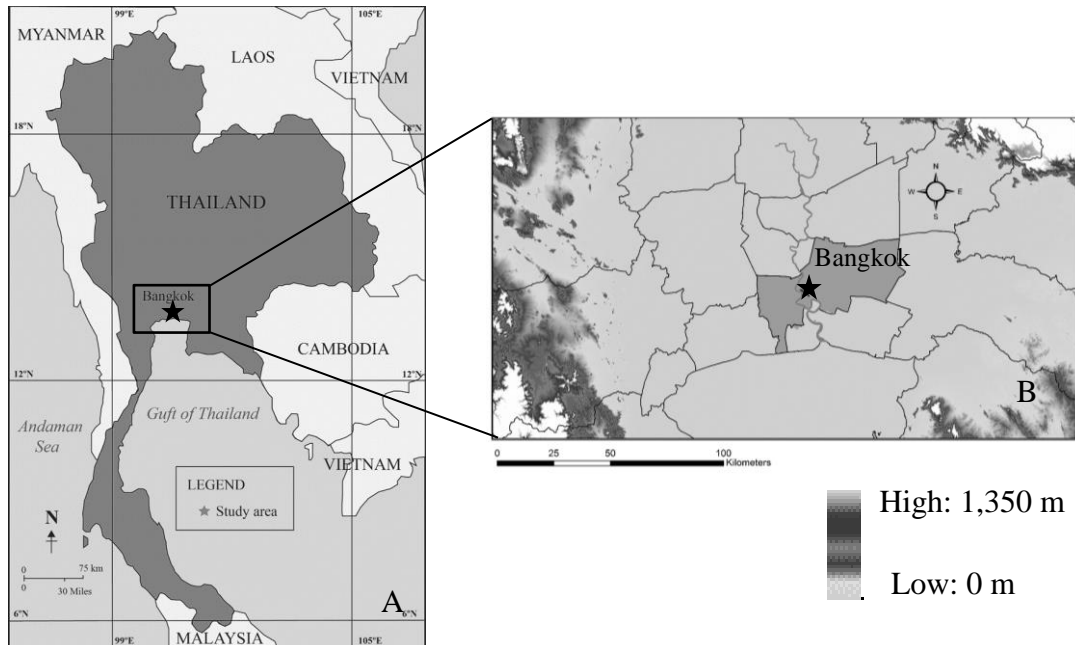 99°E
105°E
MYANMAR
LAOS
VIETNAM
18°N
18°N
THAILAND
Bangkok
CAMBODIA
12°N
12°N
Guft of Thailand
Andaman
Sea
VIETNAM
LEGEND
Study area
N
0
75 km
0
30 Miles
A
6°N
6°N
99°E
MALAYSIA
105°E
N
W
E
S
Bangkok
B
0
25
50
100
Kilometers
High: 1,350 m
Low: 0 m